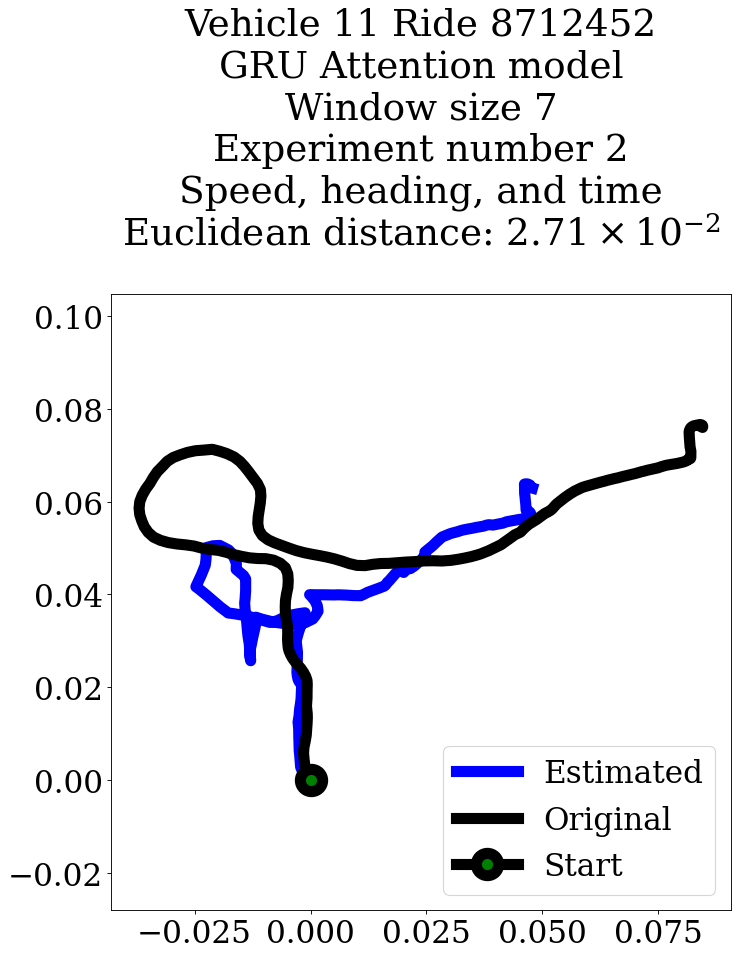 Vehicle 11 Ride 8712452
GRU Attention model
Window size 7
Experiment number 2
Speed, heading, and time
Euclidean distance: 2.71 × 10⁻²
0.10
0.08
0.06
0.04
0.02
0.00
−0.02
−0.025 0.000 0.025 0.050 0.075
Estimated
Original
Start